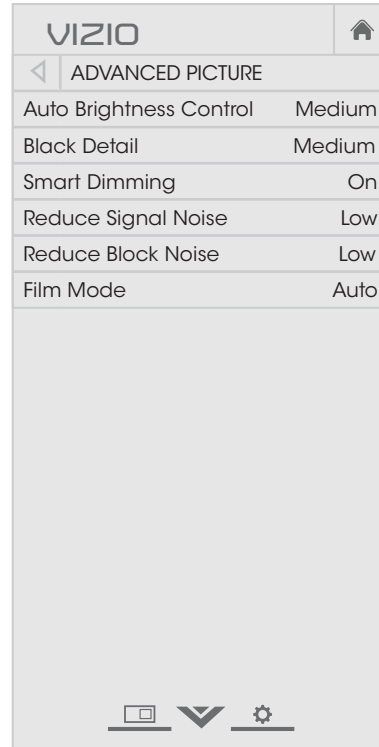 VIZIO
ADVANCED PICTURE
Auto Brightness Control Medium
Black Detail Medium
Smart Dimming On
Reduce Signal Noise Low
Reduce Block Noise Low
Film Mode Auto